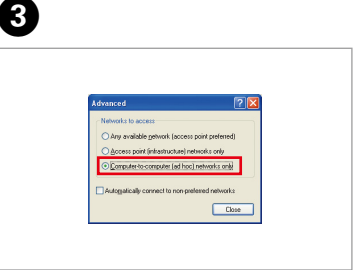 3
Advanced
Networks to access
Any available network (access point preferred)
Access point (infrastructure) networks only
Computer-to-computer (ad hoc) networks only
Automatically connect to non-preferred networks
Close